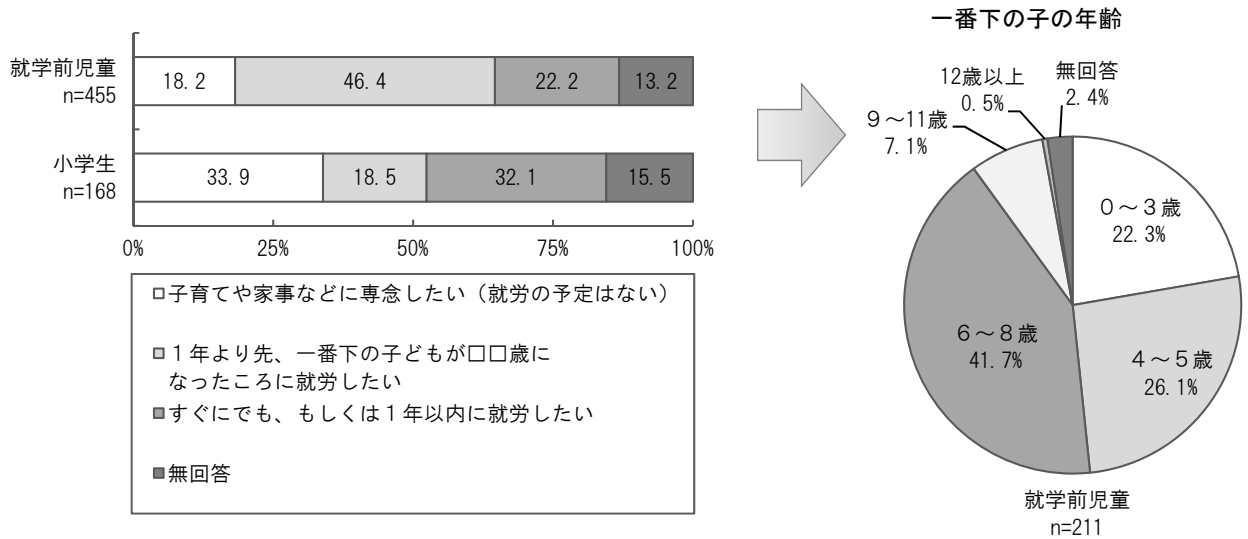 就学前児童
n=455
18.2 46.4 22.2 13.2
小学生
n=168
33.9 18.5 32.1 15.5
0% 25% 50% 75% 100%
子育てや家事などに専念したい（就労の予定はない）
１年より先、一番下の子どもが□□歳に
なったころに就労したい
すぐにでも、もしくは１年以内に就労したい
無回答
一番下の子の年齢
０～３歳
22.3%
４～５歳
26.1%
６～８歳
41.7%
９～11歳
7.1%
12歳以上
0.5%
無回答
2.4%
就学前児童
n=211